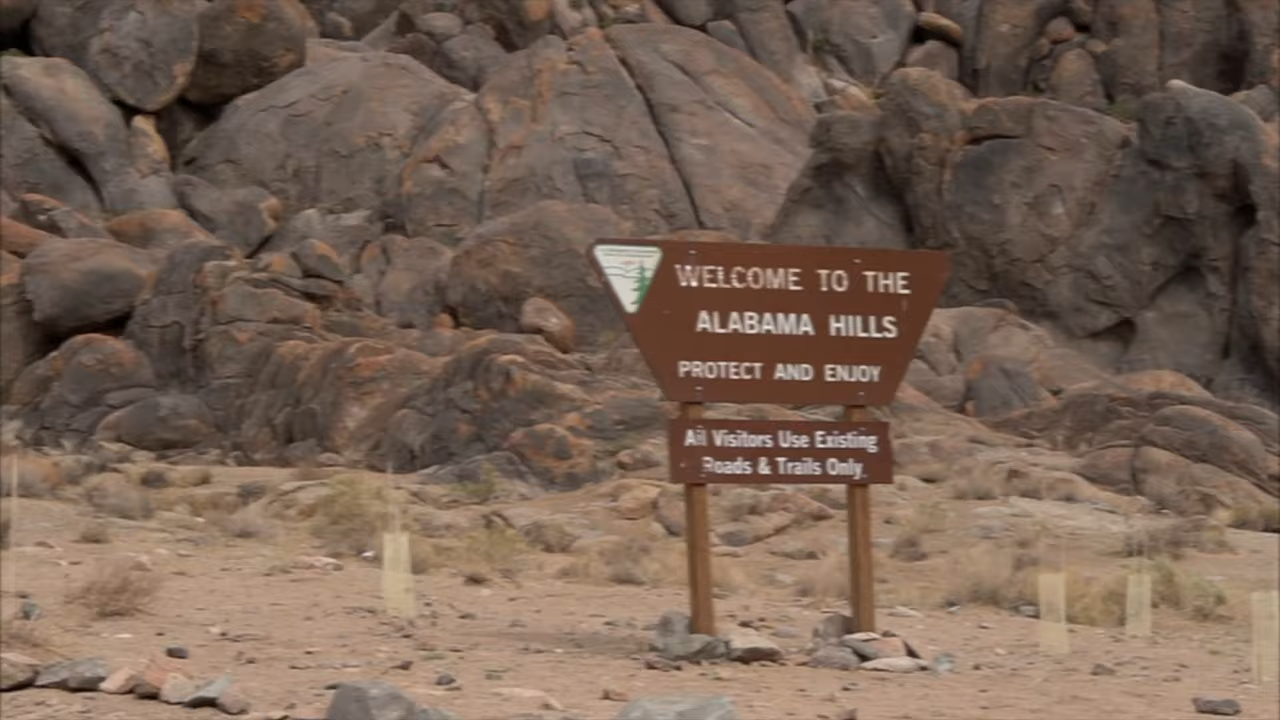 WELCOME TO THE
ALABAMA HILLS
PROTECT AND ENJOY
All Visitors Use Existing
Roads & Trails Only